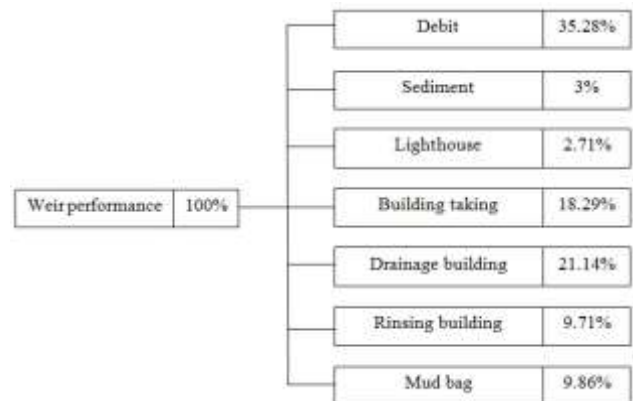 Debit 35.28%
Sediment 3%
Lighthouse 2.71%
Weir performance 100%
Building taking 18.29%
Drainage building 21.14%
Rinsing building 9.71%
Mud bag 9.86%